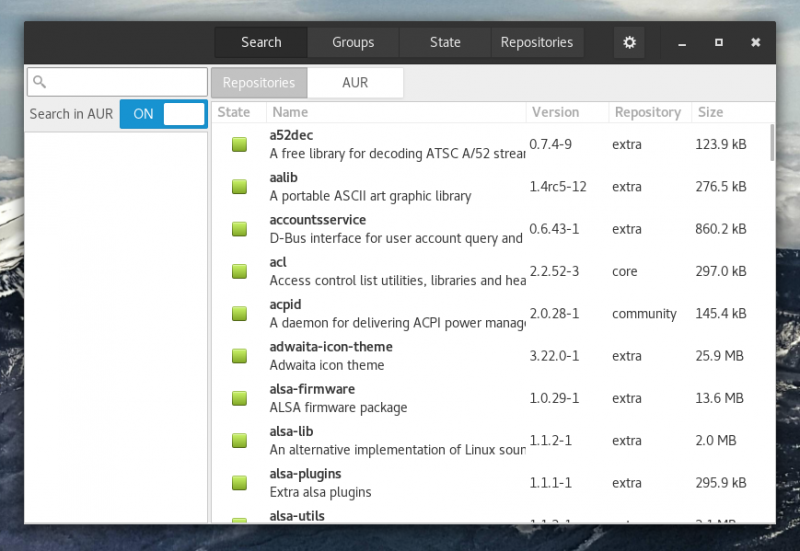 Search Groups State Repositories
Repositories AUR
Search in AUR ON
State Name Version Repository Size
a52dec
A free library for decoding ATSC A/52 strea
0.7.4-9 extra 123.9 kB
aalib
A portable ASCII art graphic library
1.4rc5-12 extra 276.5 kB
accountsservice
D-Bus interface for user account query and
0.6.43-1 extra 860.2 kB
acl
Access control list utilities, libraries and hea
2.2.52-3 core 297.0 kB
acpid
A daemon for delivering ACPI power manag
2.0.28-1 community 145.4 kB
adwaita-icon-theme
Adwaita icon theme
3.22.0-1 extra 25.9 MB
alsa-firmware
ALSA firmware package
1.0.29-1 extra 13.6 MB
alsa-lib
An alternative implementation of Linux soun
1.1.2-1 extra 2.0 MB
alsa-plugins
Extra alsa plugins
1.1.1-1 extra 295.9 kB
alsa-utils